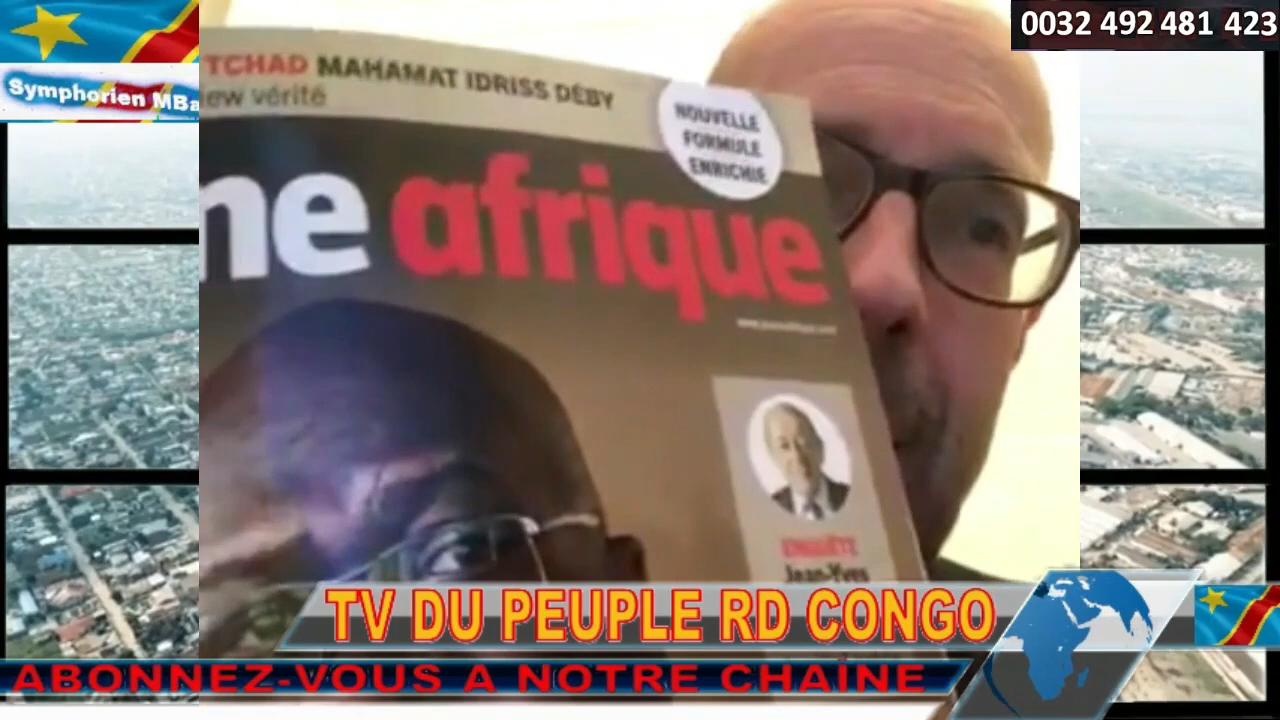 0032 492 481 423
Symphorien MBa
TCHAD MAHAMAT IDRISS DÉBY
ew vérité
NOUVELLE
FORMULE
ENRICHIE
ne afrique
ENQUÊTE
Jean-Yves
TV DU PEUPLE RD CONGO
ABONNEZ-VOUS A NOTRE CHAINE